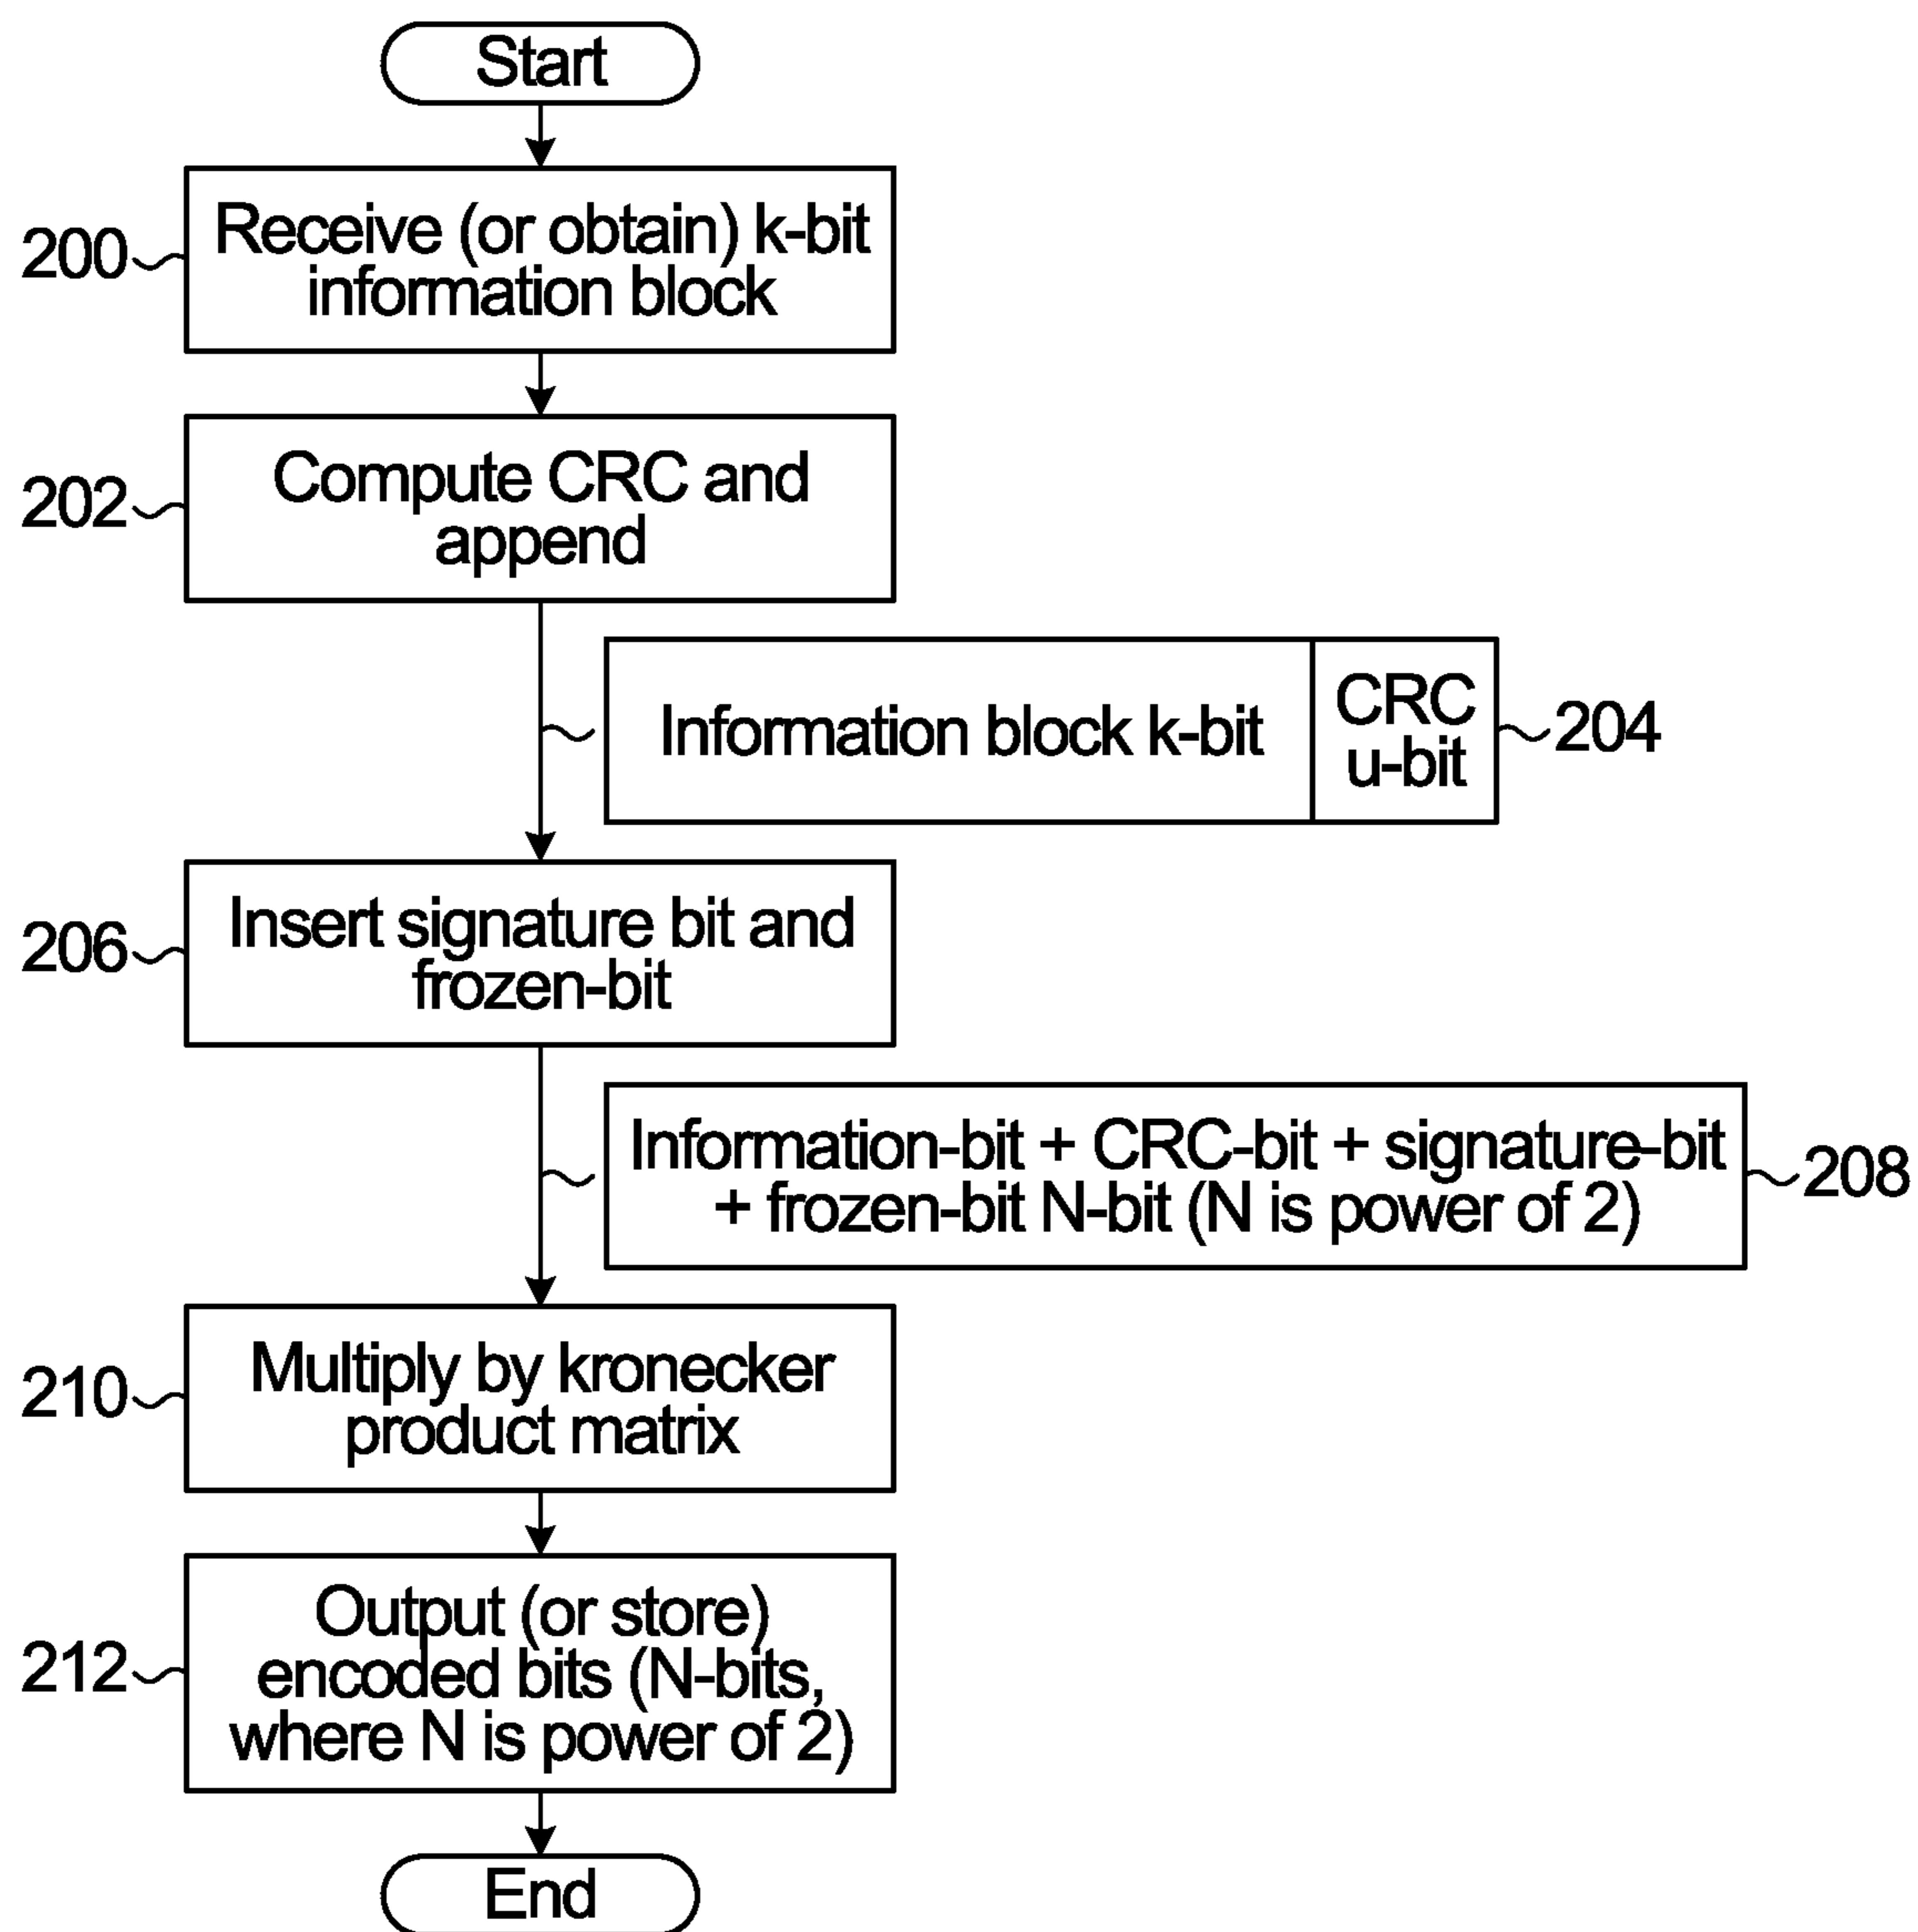 Start
200
Receive (or obtain) k-bit
information block
202
Compute CRC and
append
Information block k-bit
CRC
u-bit
204
206
Insert signature bit and
frozen-bit
Information-bit + CRC-bit + signature-bit
+ frozen-bit N-bit (N is power of 2)
208
210
Multiply by kronecker
product matrix
212
Output (or store)
encoded bits (N-bits,
where N is power of 2)
End